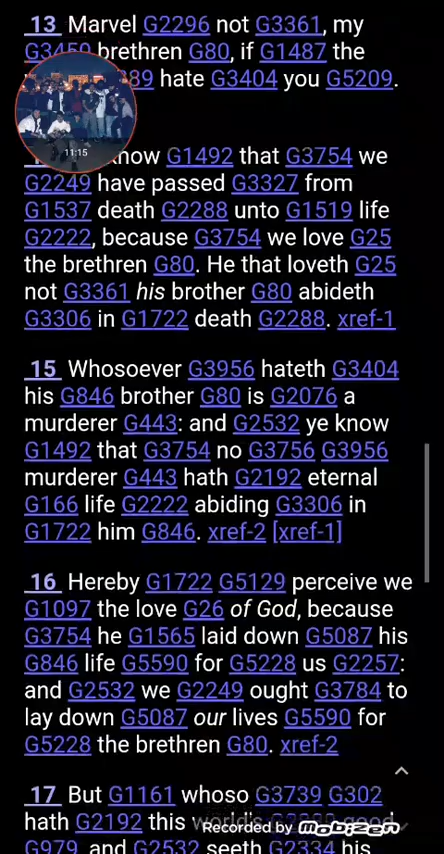 13 Marvel G2296 not G3361, my
G3450 brethren G80, if G1487 the
89 hate G3404 you G5209.
11:15
know G1492 that G3754 we
G2249 have passed G3327 from
G1537 death G2288 unto G1519 life
G2222, because G3754 we love G25
the brethren G80. He that loveth G25
not G3361 his brother G80 abideth
G3306 in G1722 death G2288. xref-1
15 Whosoever G3956 hateth G3404
his G846 brother G80 is G2076 a
murderer G443: and G2532 ye know
G1492 that G3754 no G3756 G3956
murderer G443 hath G2192 eternal
G166 life G2222 abiding G3306 in
G1722 him G846. xref-2 [xref-1]
16 Hereby G1722 G5129 perceive we
G1097 the love G26 of God, because
G3754 he G1565 laid down G5087 his
G846 life G5590 for G5228 us G2257:
and G2532 we G2249 ought G3784 to
lay down G5087 our lives G5590 for
G5228 the brethren G80. xref-2
17 But G1161 whoso G3739 G302
hath G2192 this
Recorded by Mobizen
G979, and G2532 seeth G2334 his